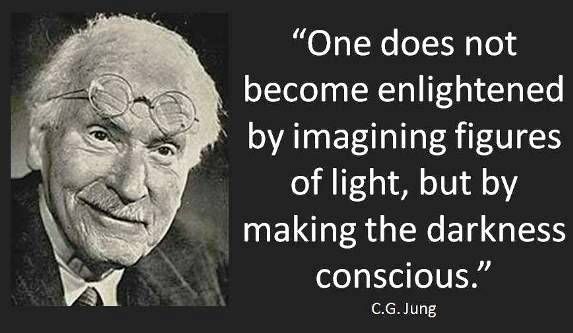 “One does not
become enlightened
by imagining figures
of light, but by
making the darkness
conscious.”
C.G. Jung